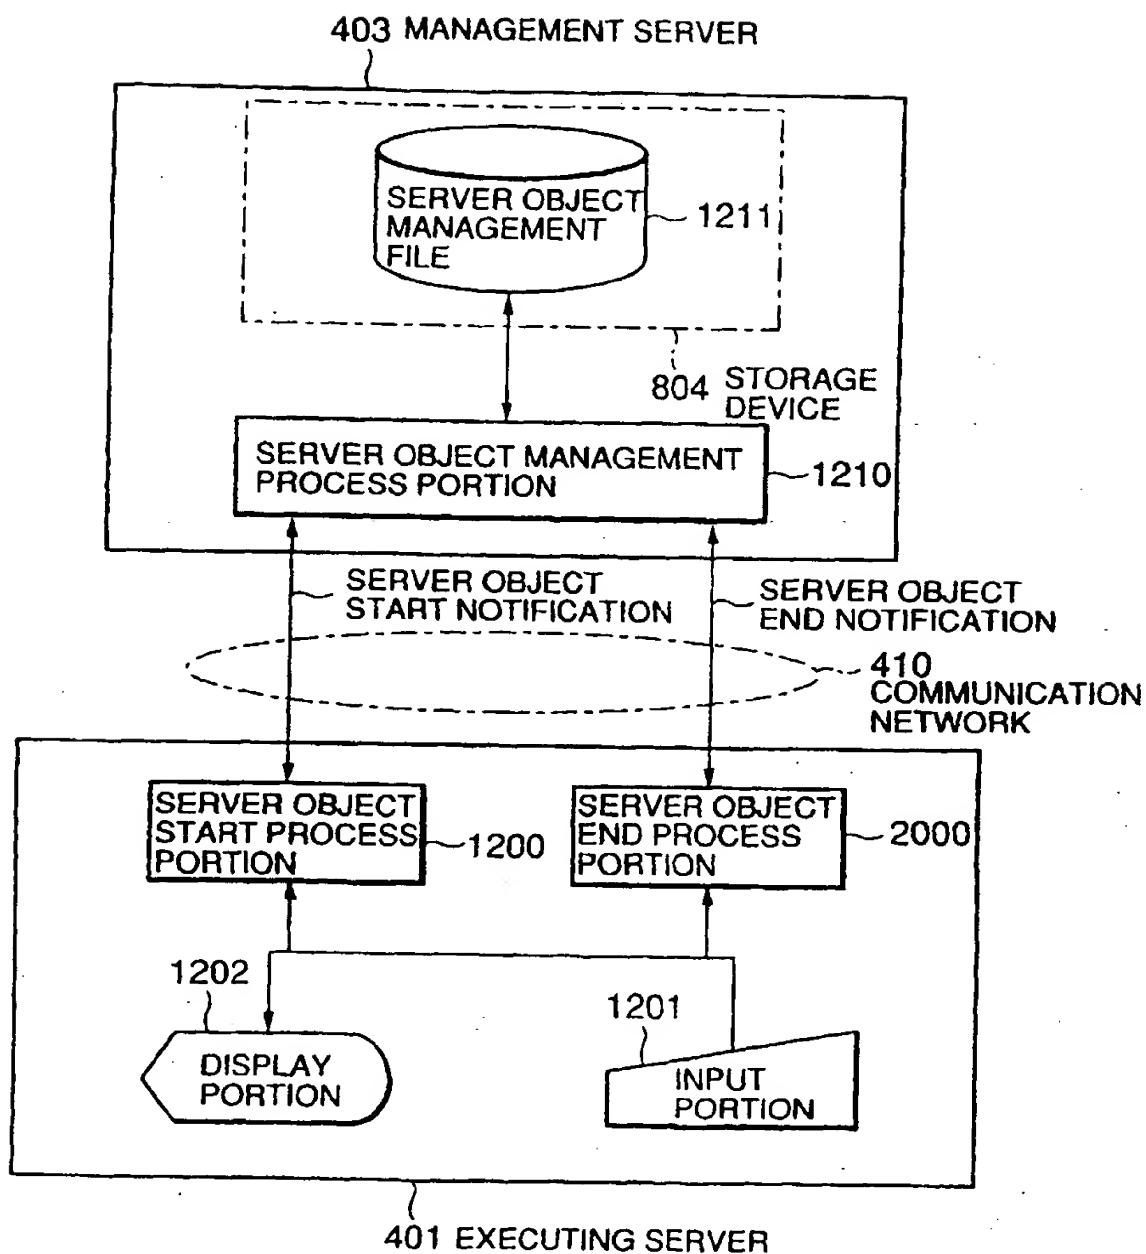 403 MANAGEMENT SERVER
SERVER OBJECT
MANAGEMENT
FILE
1211
804 STORAGE
DEVICE
SERVER OBJECT MANAGEMENT
PROCESS PORTION
1210
SERVER OBJECT
START NOTIFICATION
SERVER OBJECT
END NOTIFICATION
410
COMMUNICATION
NETWORK
SERVER OBJECT
START PROCESS
PORTION
1200
SERVER OBJECT
END PROCESS
PORTION
2000
1202
DISPLAY
PORTION
1201
INPUT
PORTION
401 EXECUTING SERVER